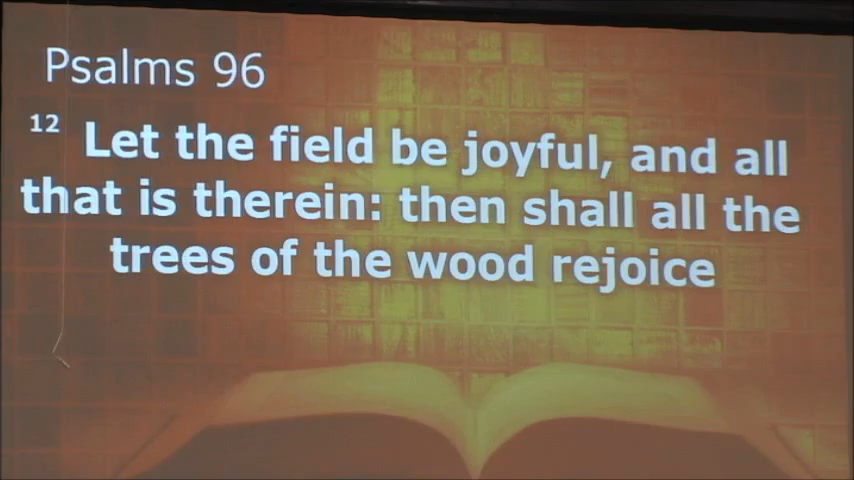 Psalms 96
12 Let the field be joyful, and all
that is therein: then shall all the
trees of the wood rejoice